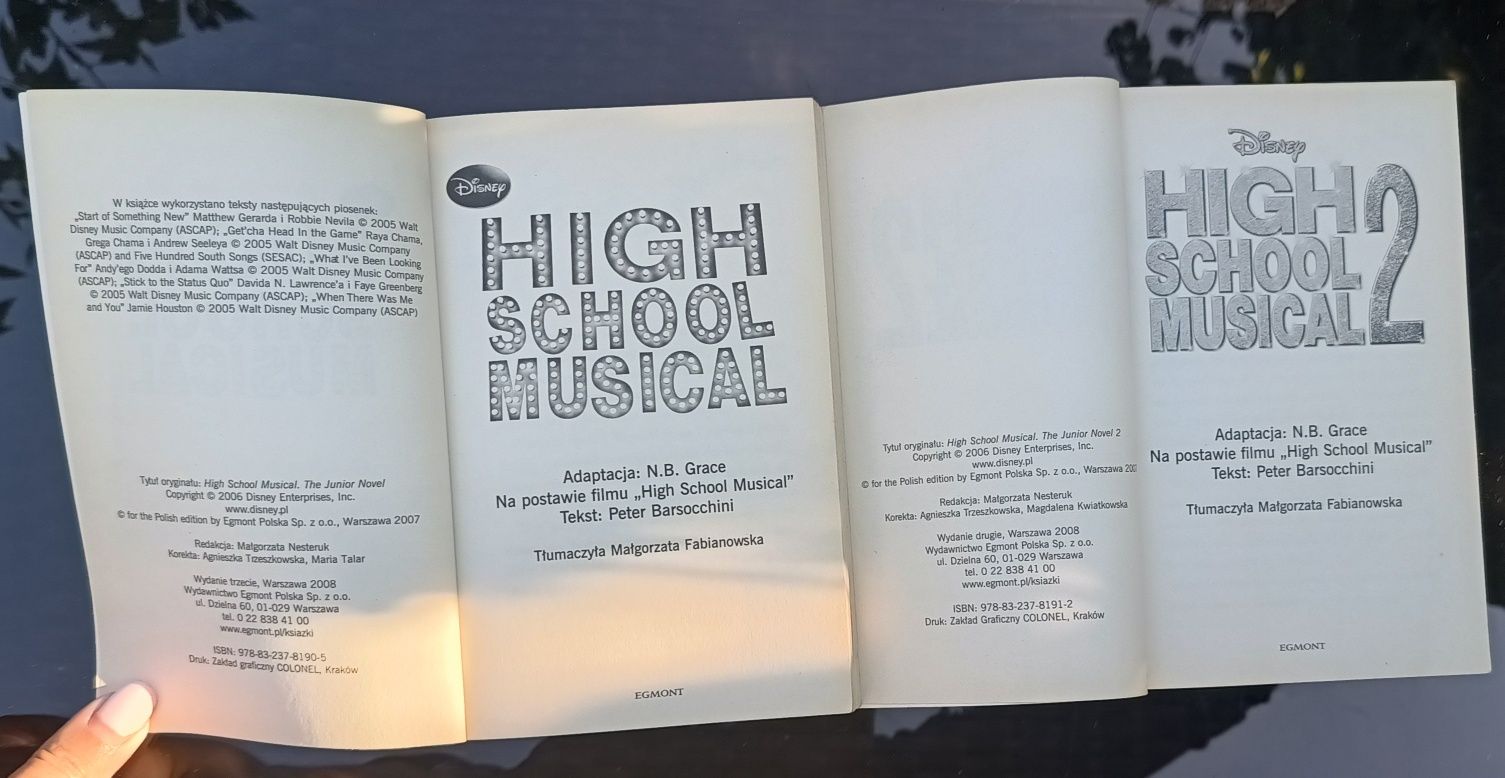 W książce wykorzystano teksty następujących piosenek:
„Start of Something New” Matthew Gerarda i Robbie Nevila © 2005 Walt
Disney Music Company (ASCAP); „Get'cha Head In the Game” Raya Chama,
Grega Chama i Andrew Seeleya © 2005 Walt Disney Music Company
(ASCAP) and Five Hundred South Songs (SESAC); „What I've Been Looking
For” Andy'ego Dodda i Adama Wattsa © 2005 Walt Disney Music Company
(ASCAP); „Stick to the Status Quo” Davida N. Lawrence'a i Faye Greenberg
© 2005 Walt Disney Music Company (ASCAP); „When There Was Me
and You” Jamie Houston © 2005 Walt Disney Music Company (ASCAP)
Tytuł oryginału: High School Musical. The Junior Novel
Copyright © 2006 Disney Enterprises, Inc.
www.disney.pl
© for the Polish edition by Egmont Polska Sp. z o.o., Warszawa 2007
Redakcja: Małgorzata Nesteruk
Korekta: Agnieszka Trzeszkowska, Maria Talar
Wydanie trzecie, Warszawa 2008
Wydawnictwo Egmont Polska Sp. z o.o.
ul. Dzielna 60, 01-029 Warszawa
tel. 0 22 838 41 00
www.egmont.pl/ksiazki
ISBN: 978-83-237-8190-5
Druk: Zakład graficzny COLONEL, Kraków
Disney
HIGH
SCHOOL
MUSICAL
Adaptacja: N.B. Grace
Na postawie filmu „High School Musical”
Tekst: Peter Barsocchini
Tłumaczyła Małgorzata Fabianowska
EGMONT
Tytuł oryginału: High School Musical. The Junior Novel 2
Copyright © 2006 Disney Enterprises, Inc.
www.disney.pl
© for the Polish edition by Egmont Polska Sp. z o.o., Warszawa
Redakcja: Małgorzata Nesteruk
Korekta: Agnieszka Trzeszkowska, Magdalena Kwiatkowska
Wydanie drugie, Warszawa 2008
Wydawnictwo Egmont Polska Sp. z o.o.
ul. Dzielna 60, 01-029 Warszawa
tel. 0 22 838 41 00
www.egmont.pl/ksiazki
ISBN: 978-83-237-8191-2
Druk: Zakład Graficzny COLONEL, Kraków
Disney
HIGH
SCHOOL
MUSICAL 2
Adaptacja: N.B. Grace
Na postawie filmu „High School Musical”
Tekst: Peter Barsocchini
Tłumaczyła Małgorzata Fabianowska
EGMONT